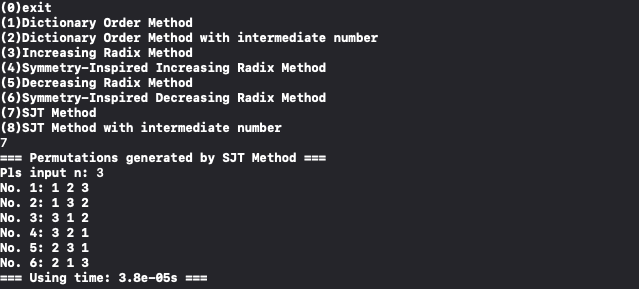 (0)exit
(1)Dictionary Order Method
(2)Dictionary Order Method with intermediate number
(3)Increasing Radix Method
(4)Symmetry-Inspired Increasing Radix Method
(5)Decreasing Radix Method
(6)Symmetry-Inspired Decreasing Radix Method
(7)SJT Method
(8)SJT Method with intermediate number
7
=== Permutations generated by SJT Method ===
Pls input n: 3
No. 1: 1 2 3
No. 2: 1 3 2
No. 3: 3 1 2
No. 4: 3 2 1
No. 5: 2 3 1
No. 6: 2 1 3
=== Using time: 3.8e-05s ===